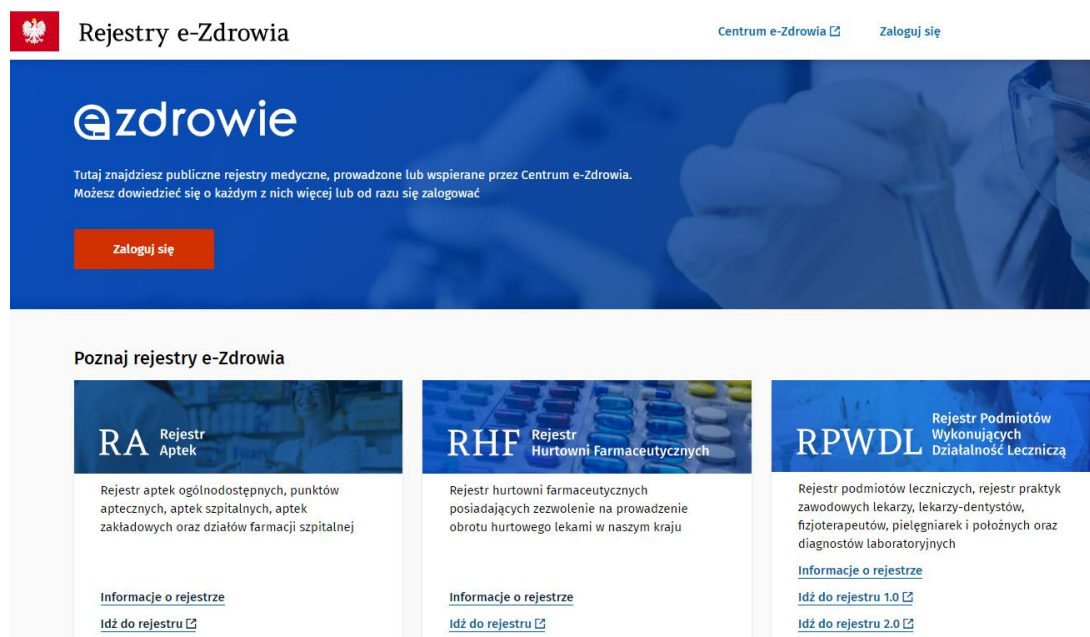 Rejestry e-Zdrowia
Centrum e-Zdrowia
Zaloguj się
ezdrowie
Tutaj znajdziesz publiczne rejestry medyczne, prowadzone lub wspierane przez Centrum e-Zdrowia.
Możesz dowiedzieć się o każdym z nich więcej lub od razu się zalogować
Zaloguj się
Poznaj rejestry e-Zdrowia
RA
Rejestr
Aptek
Rejestr aptek ogólnodostępnych, punktów
aptecznych, aptek szpitalnych, aptek
zakładowych oraz działów farmacji szpitalnej
Informacje o rejestrze
Idź do rejestru
RHF
Rejestr
Hurtowni Farmaceutycznych
Rejestr hurtowni farmaceutycznych
posiadających zezwolenie na prowadzenie
obrotu hurtowego lekami w naszym kraju
Informacje o rejestrze
Idź do rejestru
RPWDL
Rejestr Podmiotów
Wykonujących
Działalność Leczniczą
Rejestr podmiotów leczniczych, rejestr praktyk
zawodowych lekarzy, lekarzy-dentystów,
fizjoterapeutów, pielęgniarek i położnych oraz
diagnostów laboratoryjnych
Informacje o rejestrze
Idź do rejestru 1.0
Idź do rejestru 2.0